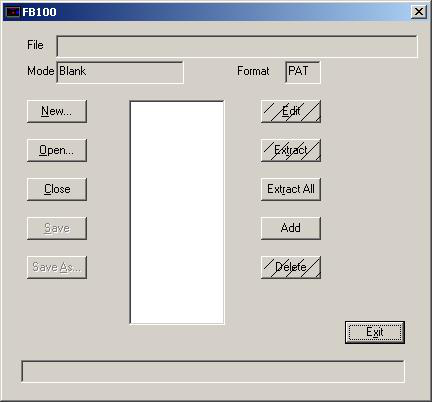 FB100
File
Mode Blank Format PAT
New... Edit
Open... Extract
Close Extract All
Save Add
Save As... Delete
Exit